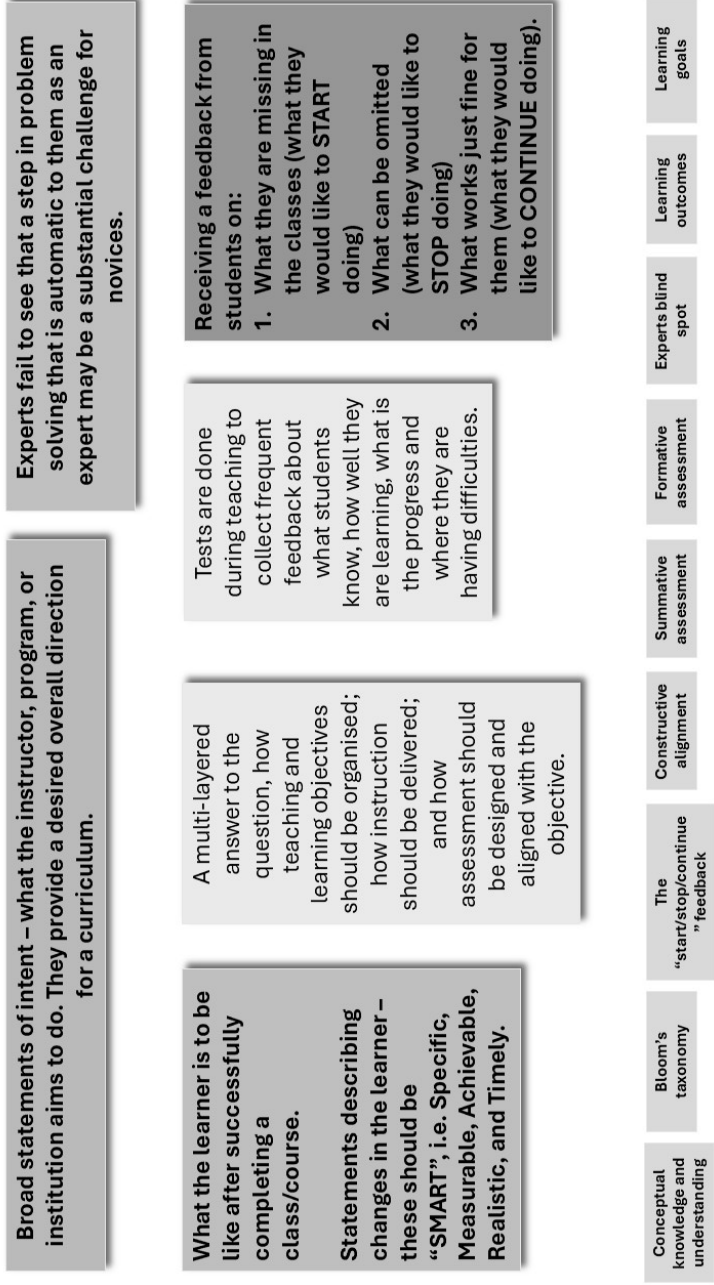 Broad statements of intent – what the instructor, program, or
institution aims to do. They provide a desired overall direction
for a curriculum.
Experts fail to see that a step in problem
solving that is automatic to them as an
expert may be a substantial challenge for
novices.
What the learner is to be
like after successfully
completing a
class/course.
Statements describing
changes in the learner –
these should be
“SMART”, i.e. Specific,
Measurable, Achievable,
Realistic, and Timely.
A multi-layered
answer to the
question, how
teaching and
learning objectives
should be organised;
how instruction
should be delivered;
and how
assessment should
be designed and
aligned with the
objective.
Tests are done
during teaching to
collect frequent
feedback about
what students
know, how well they
are learning, what is
the progress and
where they are
having difficulties.
Receiving a feedback from
students on:
1. What they are missing in
the classes (what they
would like to START
doing)
2. What can be omitted
(what they would like to
STOP doing)
3. What works just fine for
them (what they would
like to CONTINUE doing).
Conceptual
knowledge and
understanding
Bloom’s
taxonomy
The
“start/stop/continue
” feedback
Constructive
alignment
Summative
assessment
Formative
assessment
Experts blind
spot
Learning
outcomes
Learning
goals